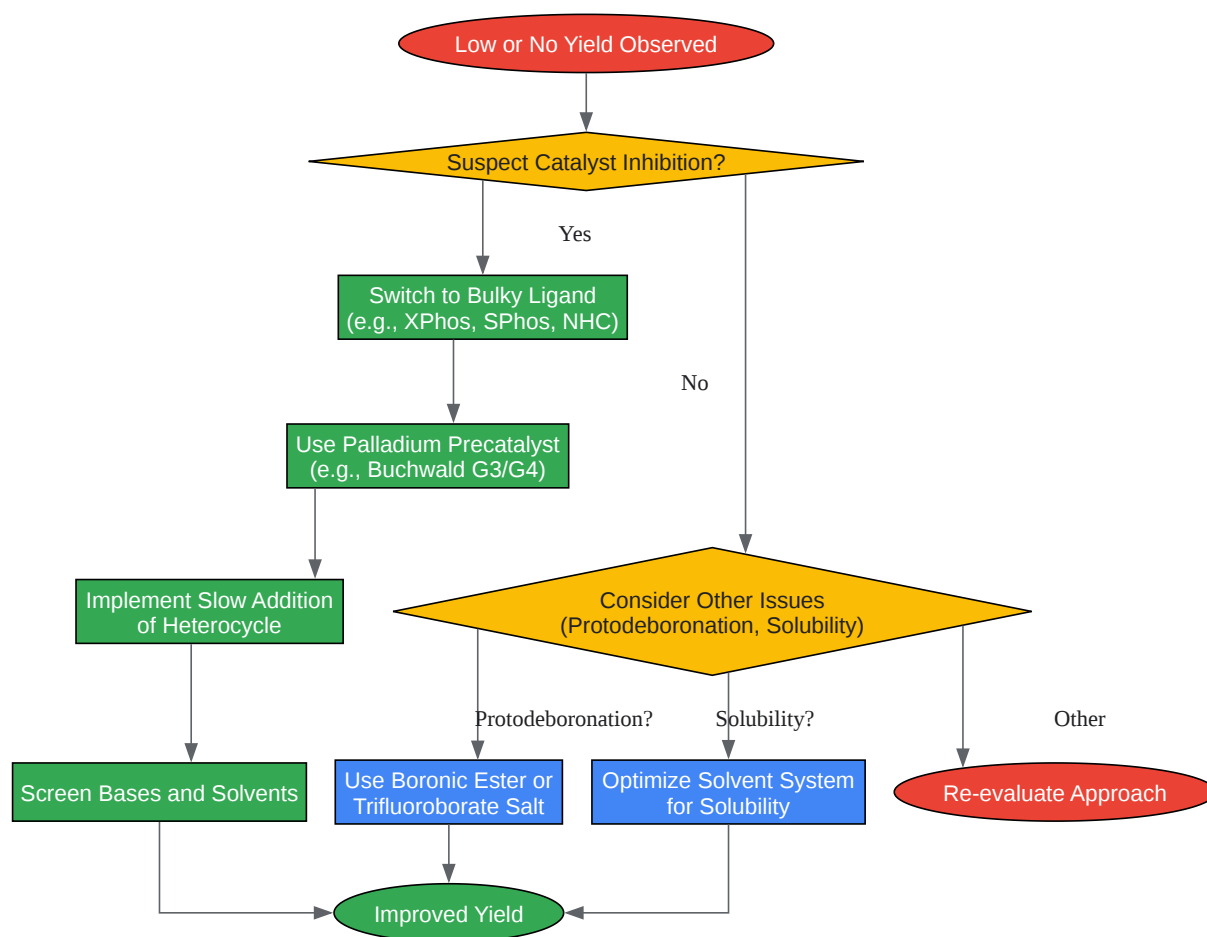 Low or No Yield Observed
Suspect Catalyst Inhibition?
Yes
Switch to Bulky Ligand
(e.g., XPhos, SPhos, NHC)
No
Use Palladium Precatalyst
(e.g., Buchwald G3/G4)
Implement Slow Addition
of Heterocycle
Consider Other Issues
(Protodeboronation, Solubility)
Protodeboronation?
Solubility?
Other
Screen Bases and Solvents
Use Boronic Ester or
Trifluoroborate Salt
Optimize Solvent System
for Solubility
Re-evaluate Approach
Improved Yield